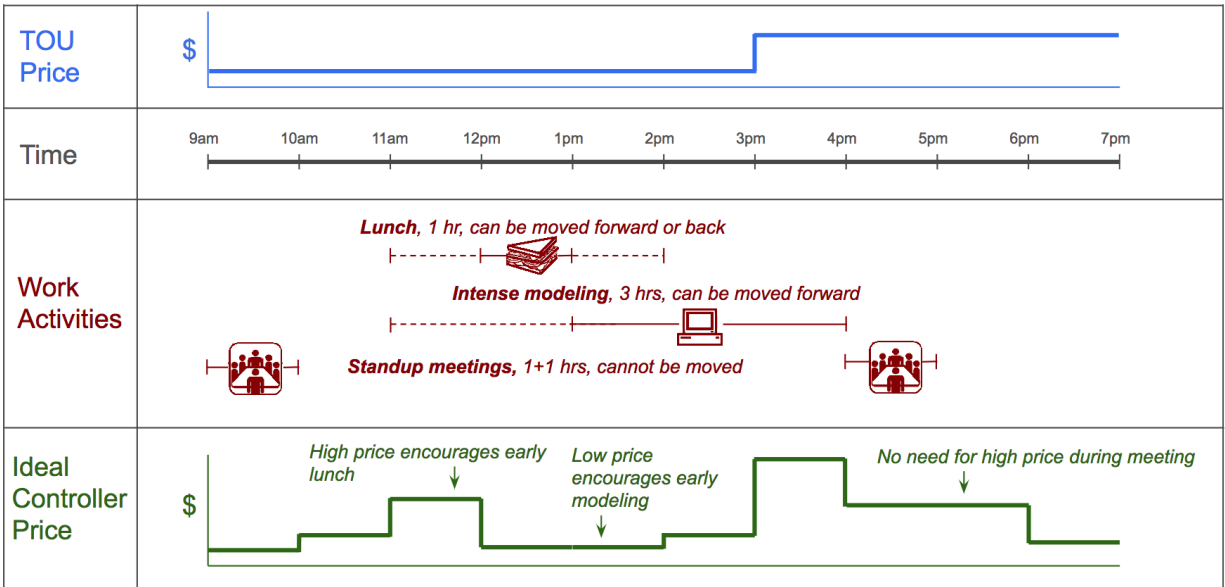 TOU
Price
$
Time
9am 10am 11am 12pm 1pm 2pm 3pm 4pm 5pm 6pm 7pm
Work
Activities
Lunch, 1 hr, can be moved forward or back
Intense modeling, 3 hrs, can be moved forward
Standup meetings, 1+1 hrs, cannot be moved
Ideal
Controller
Price
$
High price encourages early
lunch
Low price
encourages early
modeling
No need for high price during meeting